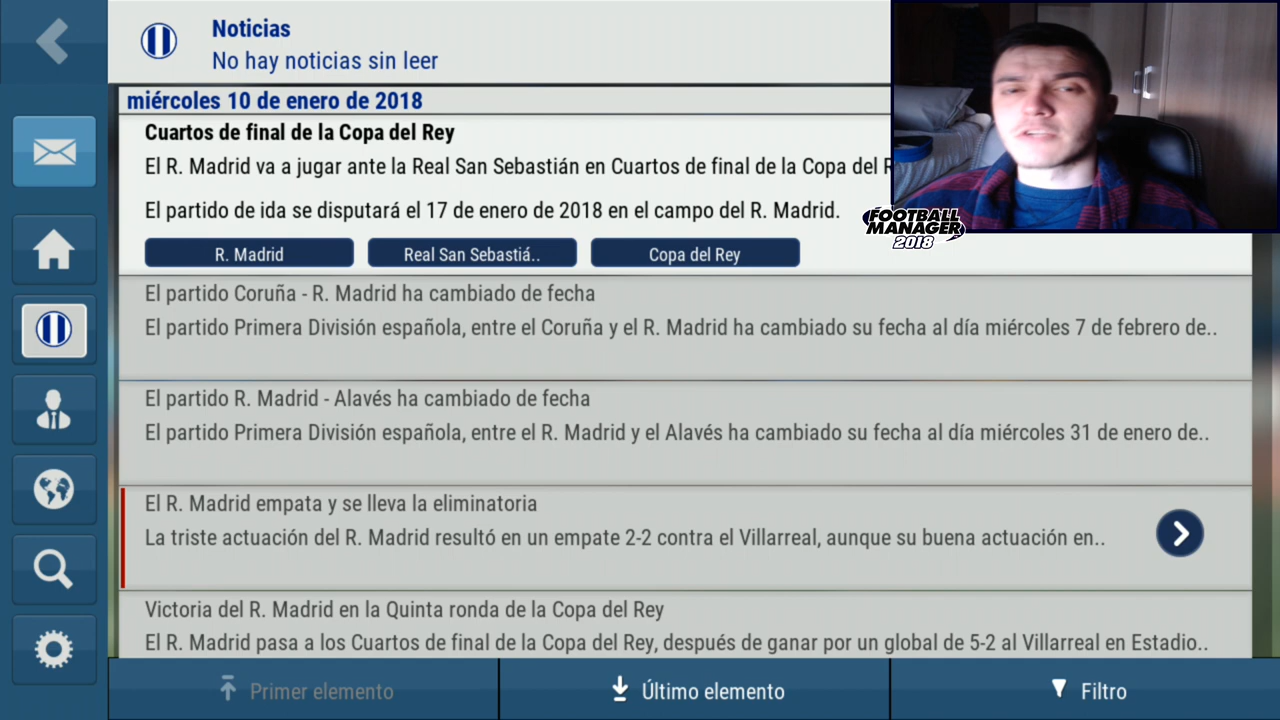 Noticias
No hay noticias sin leer
miércoles 10 de enero de 2018
Cuartos de final de la Copa del Rey
El R. Madrid va a jugar ante la Real San Sebastián en Cuartos de final de la Copa del R
El partido de ida se disputará el 17 de enero de 2018 en el campo del R. Madrid.
FOOTBALL
MANAGER
2018
R. Madrid
Real San Sebastiá..
Copa del Rey
El partido Coruña - R. Madrid ha cambiado de fecha
El partido Primera División española, entre el Coruña y el R. Madrid ha cambiado su fecha al día miércoles 7 de febrero de..
El partido R. Madrid - Alavés ha cambiado de fecha
El partido Primera División española, entre el R. Madrid y el Alavés ha cambiado su fecha al día miércoles 31 de enero de..
El R. Madrid empata y se lleva la eliminatoria
La triste actuación del R. Madrid resultó en un empate 2-2 contra el Villarreal, aunque su buena actuación en..
Victoria del R. Madrid en la Quinta ronda de la Copa del Rey
El R. Madrid pasa a los Cuartos de final de la Copa del Rey, después de ganar por un global de 5-2 al Villarreal en Estadio..
Primer elemento
Último elemento
Filtro